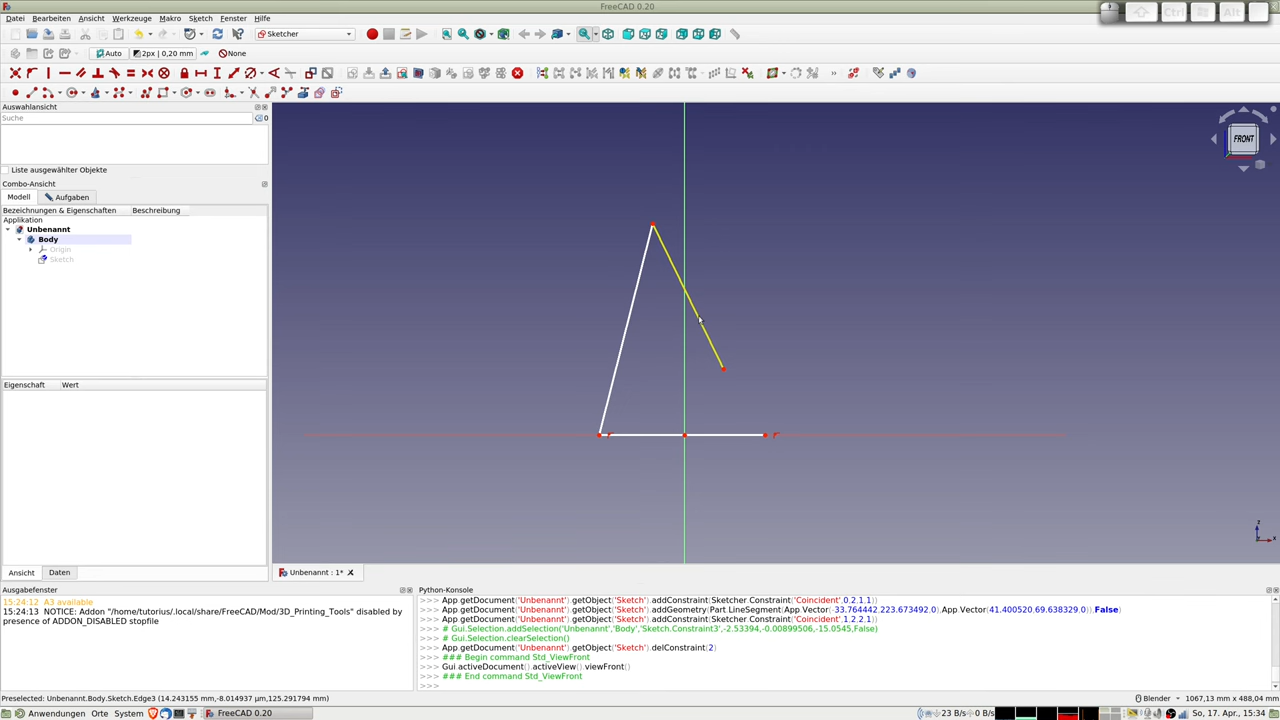 FreeCAD 0.20
Ctrl Alt
Datei Bearbeiten Ansicht Werkzeuge Makro Sketch Fenster Hilfe
Sketcher
Auto 2px | 0,20 mm None
Auswahlansicht
Suche 0
Liste ausgewählter Objekte
Combo-Ansicht
Modell Aufgaben
Bezeichnungen & Eigenschaften Beschreibung
Applikation
Unbenannt
Body
Origin
Sketch
FRONT
Eigenschaft Wert
Ansicht Daten
Unbenannt : 1*
Ausgabefenster
15:24:12 A3 available
15:24:13 NOTICE: Addon "/home/tutorius/.local/share/FreeCAD/Mod/3D_Printing_Tools" disabled by
presence of ADDON_DISABLED stopfile
Python-Konsole
>>> App.getDocument('Unbenannt').getObject('Sketch').addConstraint(Sketcher.Constraint('Coincident',0,2,1,1))
>>> App.getDocument('Unbenannt').getObject('Sketch').addGeometry(Part.LineSegment(App.Vector(-33.764442,223.673492,0),App.Vector(41.400520,69.638329,0)),False)
>>> App.getDocument('Unbenannt').getObject('Sketch').addConstraint(Sketcher.Constraint('Coincident',1,2,2,1))
>>> # Gui.Selection.addSelection('Unbenannt','Body','Sketch.Constraint3',-2.53394,-0.00899506,-15.0545,False)
>>> # Gui.Selection.clearSelection()
>>> App.getDocument('Unbenannt').getObject('Sketch').delConstraint(2)
>>> ### Begin command Std_ViewFront
>>> Gui.activeDocument().activeView().viewFront()
>>> ### End command Std_ViewFront
>>>
Preselected: Unbenannt.Body.Sketch.Edge3 (14.243155 mm,-8.014937 µm,125.291794 mm)
Blender 1067,13 mm x 488,04 mm
Anwendungen Orte System FreeCAD 0.20 23 B/s 0 B/s So, 17. Apr., 15:34